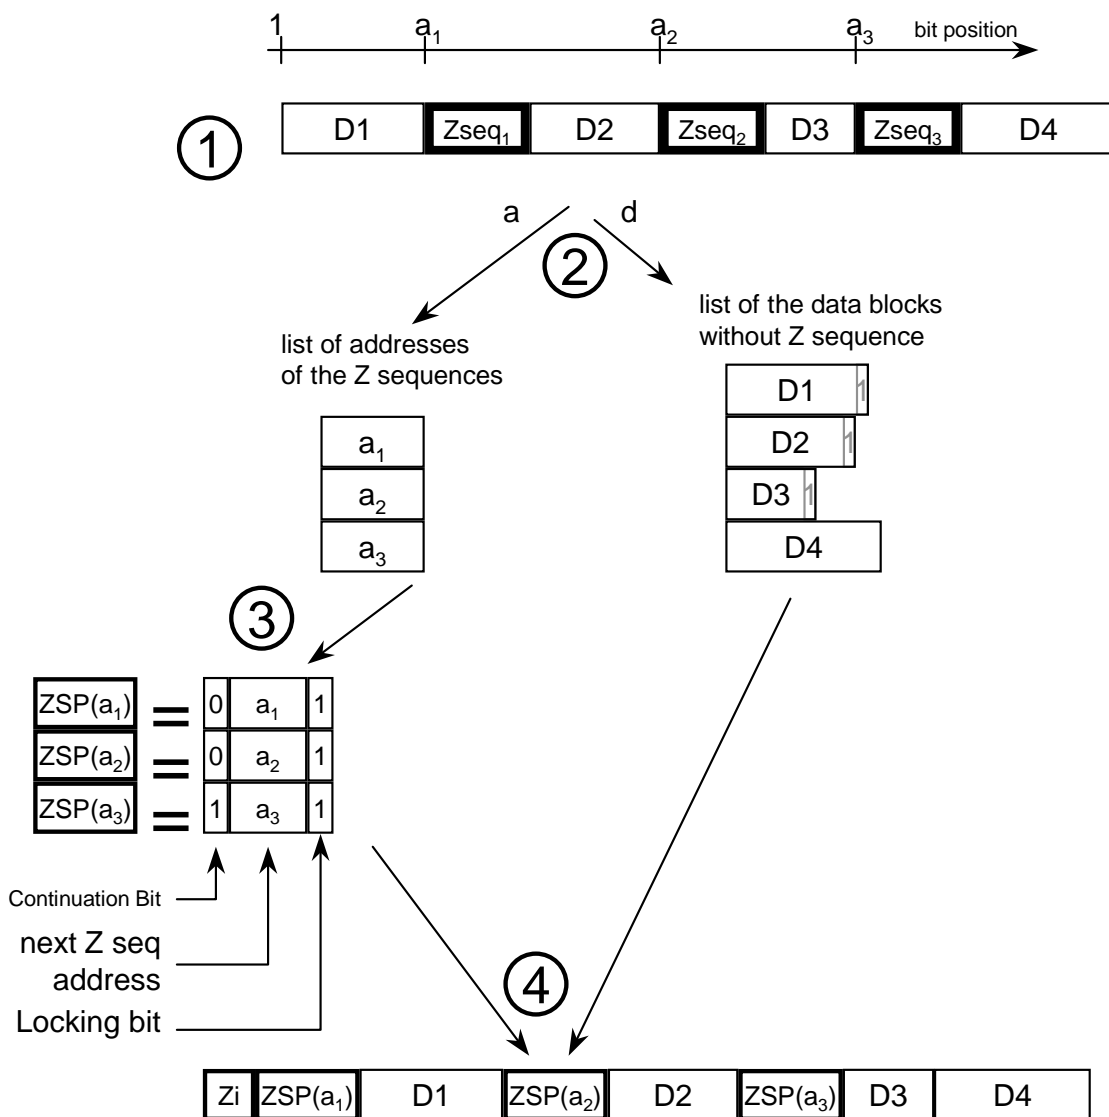 1 a1 a2 a3 bit position
D1 Zseq1 D2 Zseq2 D3 Zseq3 D4
1
a d
2
list of the data blocks
without Z sequence
list of addresses
of the Z sequences
D1 1
D2 1
D3 1
D4
a1
a2
a3
3
ZSP(a1) = 0 a1 1
ZSP(a2) = 0 a2 1
ZSP(a3) = 1 a3 1
Continuation Bit
next Z seq
address
Locking bit
4
Zi ZSP(a1) D1 ZSP(a2) D2 ZSP(a3) D3 D4